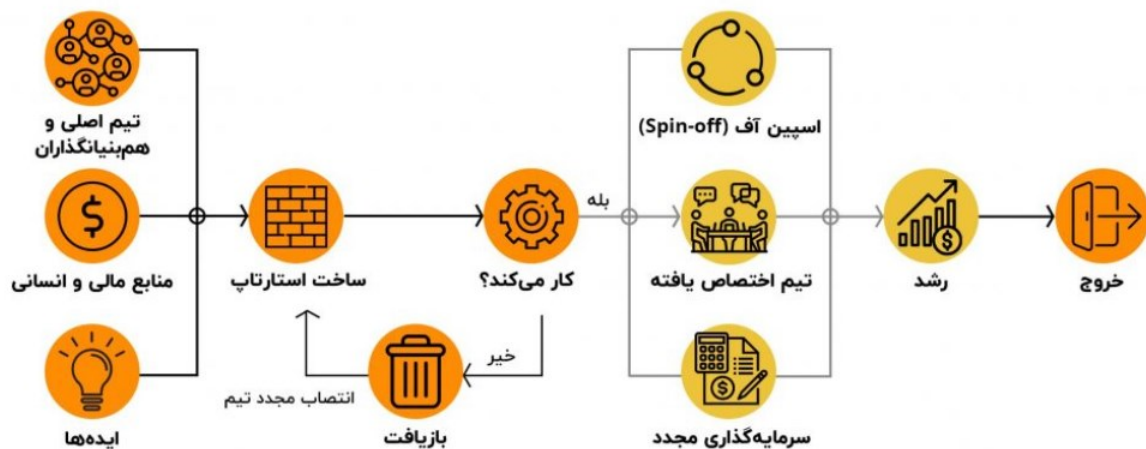 تیم اصلی و
هم‌بنیانگذاران
منابع مالی و انسانی
ایده‌ها
ساخت استارتاپ
کار می‌کند؟
بله
خیر
بازیافت
انتصاب مجدد تیم
اسپین آف (Spin-off)
تیم اختصاص یافته
سرمایه‌گذاری مجدد
رشد
خروج